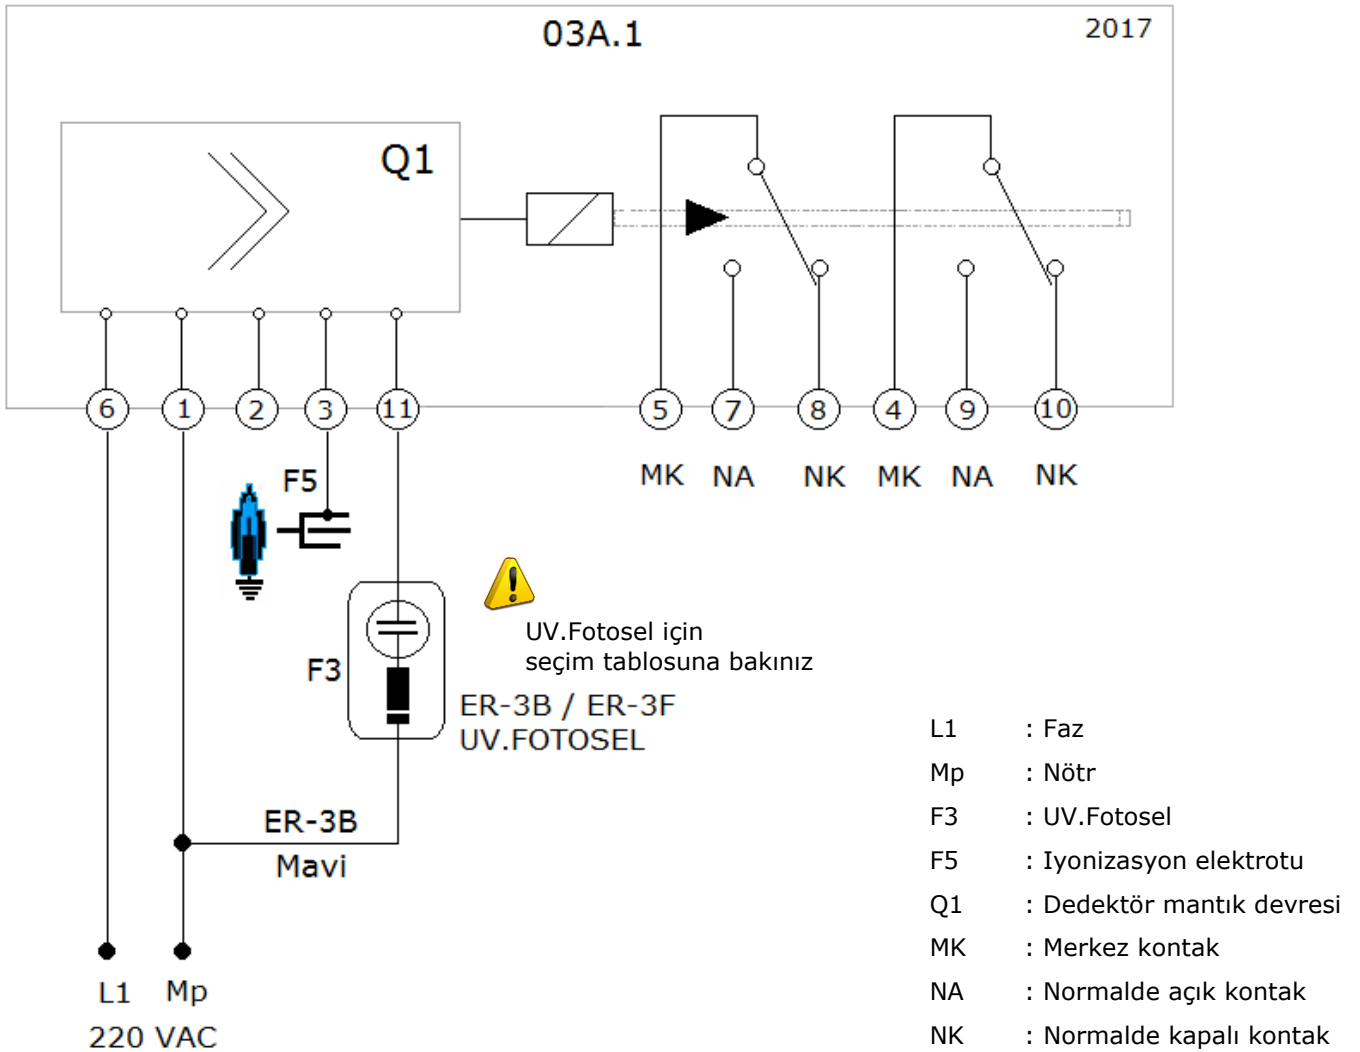 03A.1
2017
Q1
6 1 2 3 11 5 7 8 4 9 10
MK NA NK MK NA NK
F5
UV.Fotosel için
seçim tablosuna bakınız
F3
ER-3B / ER-3F
UV.FOTOSEL
ER-3B
Mavi
L1 Mp
220 VAC
L1 : Faz
Mp : Nötr
F3 : UV.Fotosel
F5 : Iyonizasyon elektrotu
Q1 : Dedektör mantık devresi
MK : Merkez kontak
NA : Normalde açık kontak
NK : Normalde kapalı kontak